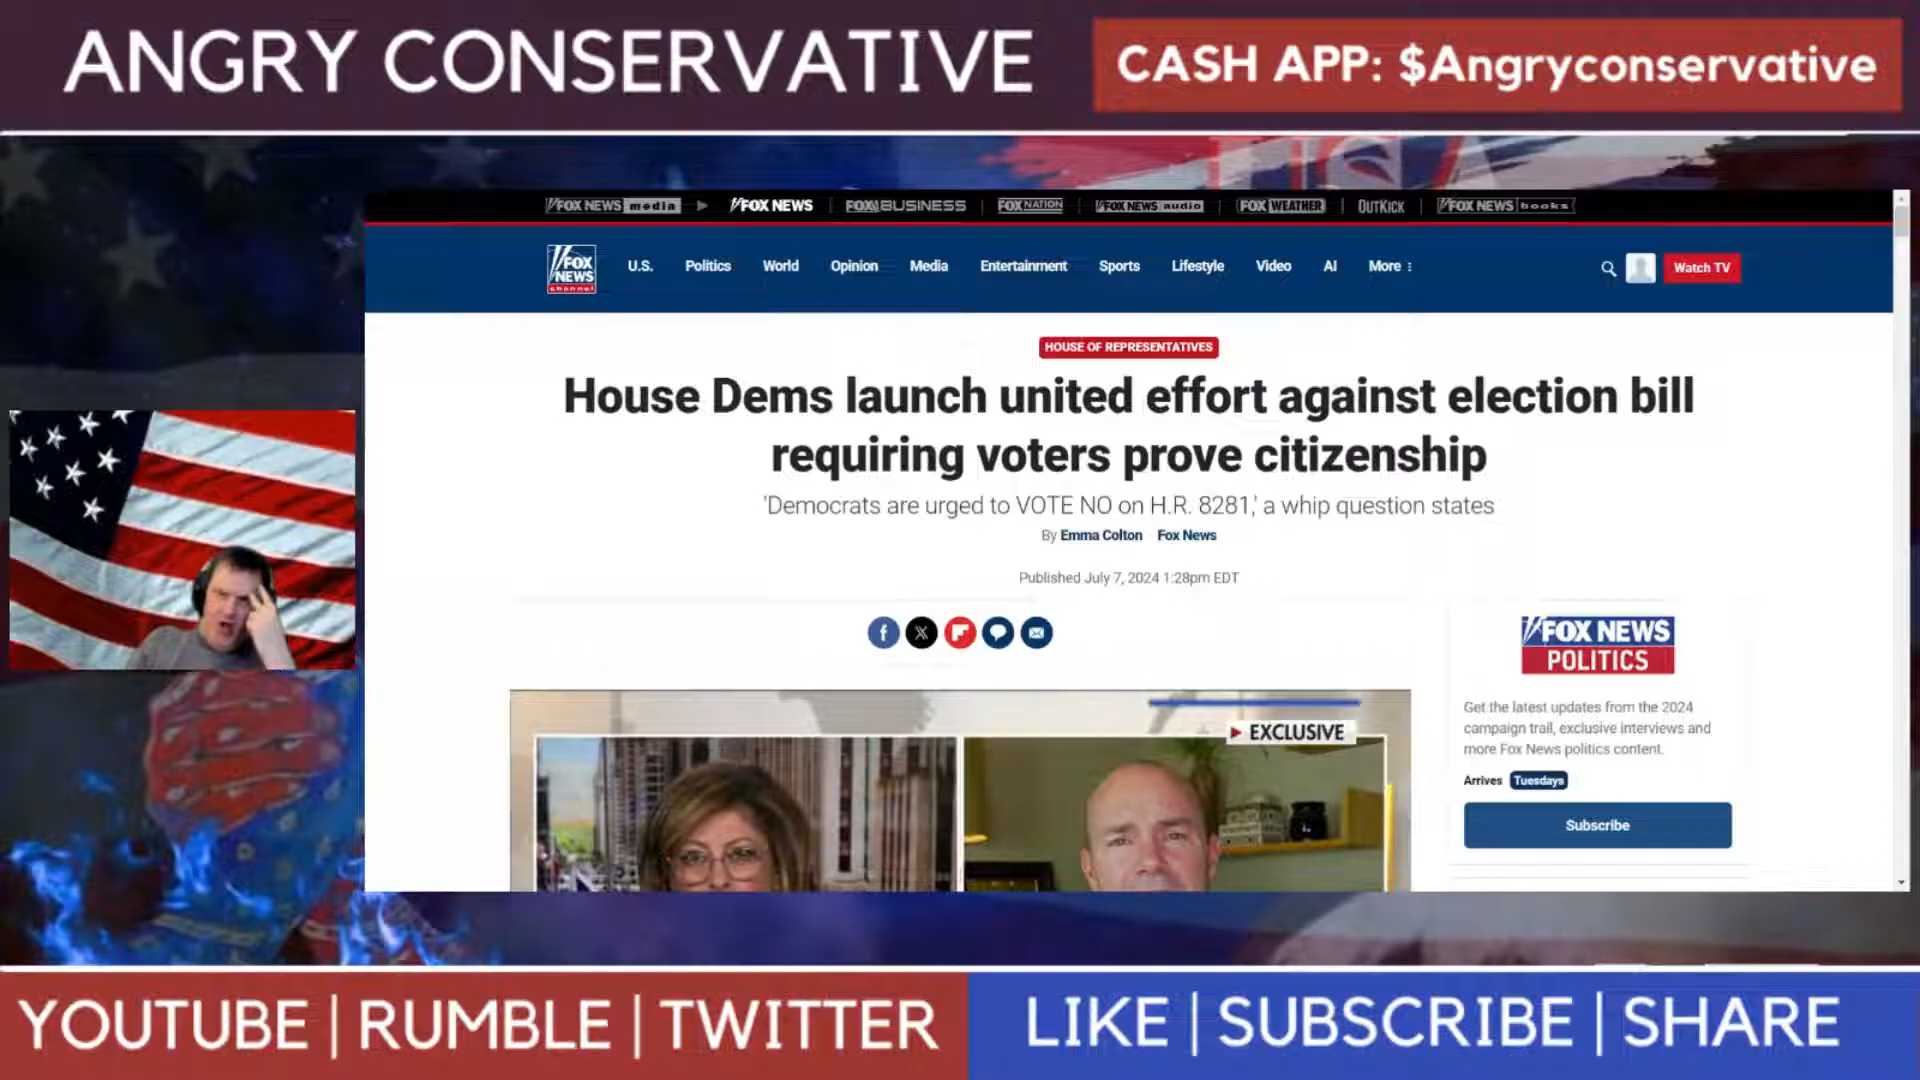 ANGRY CONSERVATIVE
CASH APP: $Angryconservative
USA
FOX NEWS media
FOX NEWS
FOX BUSINESS
FOX NATION
FOX NEWS audio
FOX WEATHER
OUTKICK
FOX NEWS books
FOX
NEWS
channel
U.S.
Politics
World
Opinion
Media
Entertainment
Sports
Lifestyle
Video
AI
More
Watch TV
HOUSE OF REPRESENTATIVES
House Dems launch united effort against election bill
requiring voters prove citizenship
'Democrats are urged to VOTE NO on H.R. 8281,' a whip question states
By Emma Colton Fox News
Published July 7, 2024 1:28pm EDT
FOX NEWS
POLITICS
Get the latest updates from the 2024
campaign trail, exclusive interviews and
more Fox News politics content.
Arrives Tuesdays
Subscribe
EXCLUSIVE
YOUTUBE | RUMBLE | TWITTER
LIKE | SUBSCRIBE | SHARE